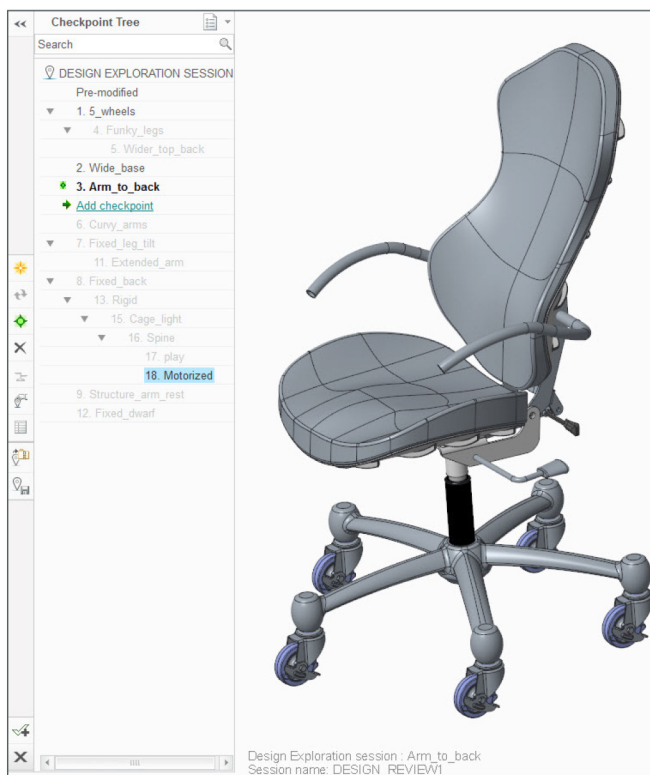 Checkpoint Tree
Search
DESIGN EXPLORATION SESSION
Pre-modified
1. 5_wheels
4. Funky_legs
5. Wider_top_back
2. Wide_base
3. Arm_to_back
Add checkpoint
6. Curvy_arms
7. Fixed_leg_tilt
11. Extended_arm
8. Fixed_back
13. Rigid
15. Cage_light
16. Spine
17. play
18. Motorized
9. Structure_arm_rest
12. Fixed_dwarf
Design Exploration session : Arm_to_back
Session name: DESIGN_REVIEW1